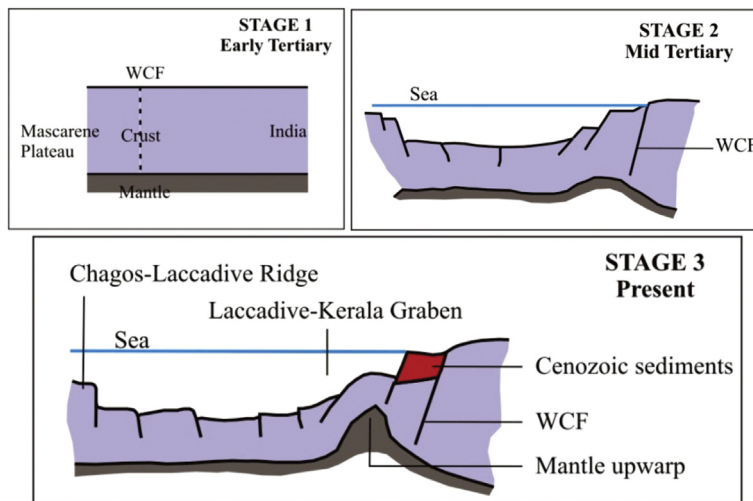 STAGE 1
Early Tertiary
WCF
Mascarene
Plateau
Crust
India
Mantle
STAGE 2
Mid Tertiary
Sea
WCF
STAGE 3
Present
Chagos-Laccadive Ridge
Laccadive-Kerala Graben
Sea
Cenozoic sediments
WCF
Mantle upwarp